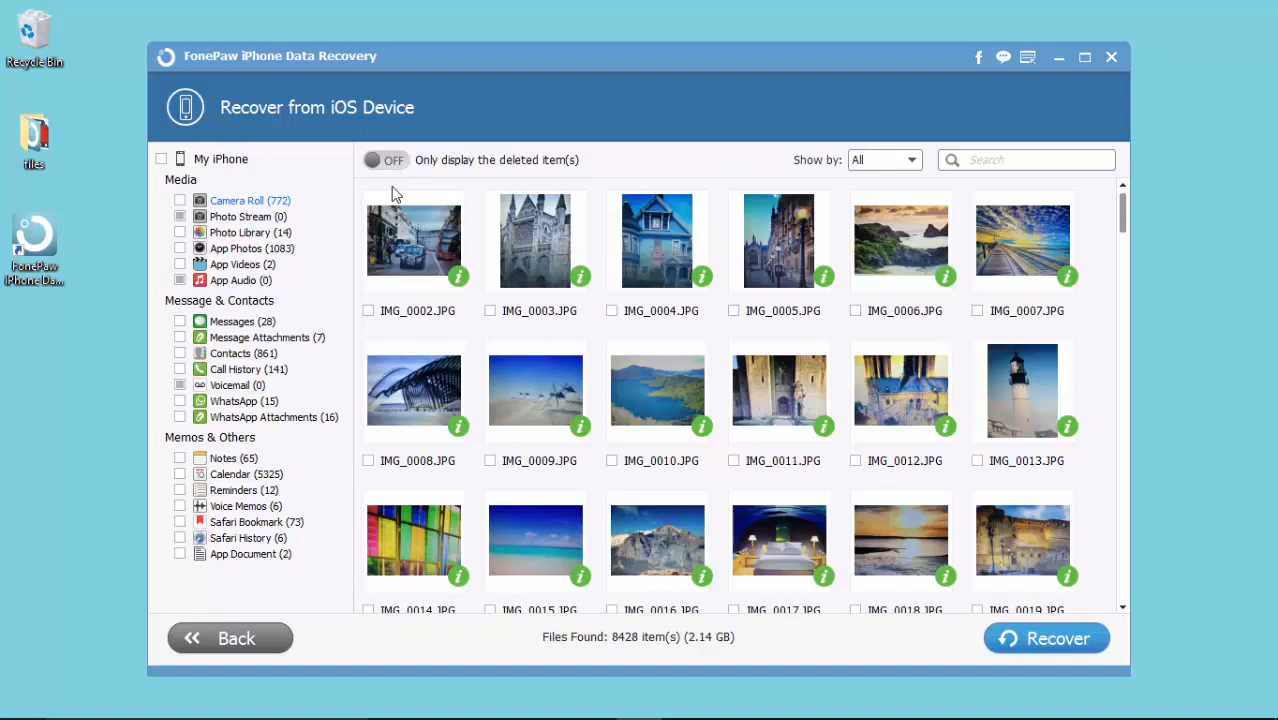 Recycle Bin
files
FonePaw
iPhone Da...
FonePaw iPhone Data Recovery
Recover from iOS Device
My iPhone
Media
Camera Roll (772)
Photo Stream (0)
Photo Library (14)
App Photos (1083)
App Videos (2)
App Audio (0)
Message & Contacts
Messages (28)
Message Attachments (7)
Contacts (861)
Call History (141)
Voicemail (0)
WhatsApp (15)
WhatsApp Attachments (16)
Memos & Others
Notes (65)
Calendar (5325)
Reminders (12)
Voice Memos (6)
Safari Bookmark (73)
Safari History (6)
App Document (2)
OFF Only display the deleted item(s) Show by: All Search
IMG_0002.JPG IMG_0003.JPG IMG_0004.JPG IMG_0005.JPG IMG_0006.JPG IMG_0007.JPG
IMG_0008.JPG IMG_0009.JPG IMG_0010.JPG IMG_0011.JPG IMG_0012.JPG IMG_0013.JPG
IMG_0014.JPG IMG_0015.JPG IMG_0016.JPG IMG_0017.JPG IMG_0018.JPG IMG_0019.JPG
Back Files Found: 8428 item(s) (2.14 GB) Recover